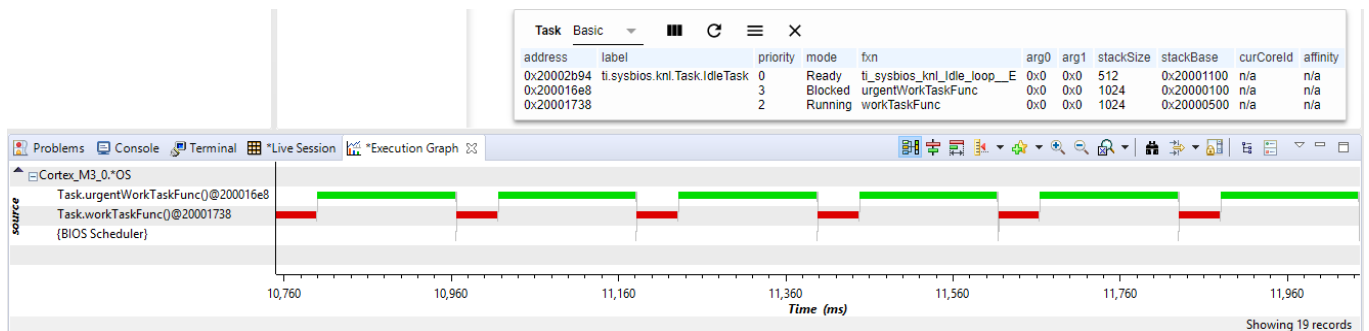 Task Basic
address label priority mode fxn arg0 arg1 stackSize stackBase curCoreId affinity
0x20002b94 ti.sysbios.knl.Task.IdleTask 0 Ready ti_sysbios_knl_Idle_loop__E 0x0 0x0 512 0x20001100 n/a n/a
0x200016e8 3 Blocked urgentWorkTaskFunc 0x0 0x0 1024 0x20000100 n/a n/a
0x20001738 2 Running workTaskFunc 0x0 0x0 1024 0x20000500 n/a n/a
Problems Console Terminal *Live Session *Execution Graph
Cortex_M3_0.*OS
Task.urgentWorkTaskFunc()@200016e8
Task.workTaskFunc()@20001738
{BIOS Scheduler}
source
10,760 10,960 11,160 11,360 11,560 11,760 11,960
Time (ms)
Showing 19 records